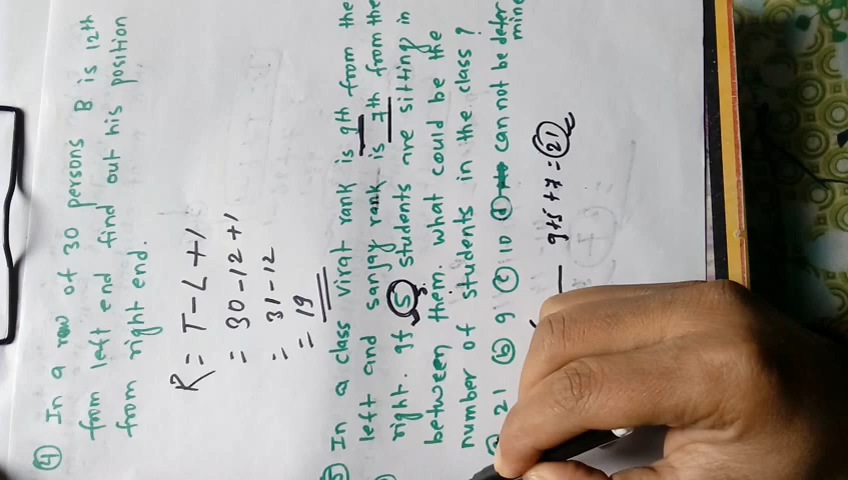 ④ In a row of 30 persons B is 12th
from left end find out his position
from right end.
R = T - L + 1
= 30 - 12 + 1
= 31 - 12
= 19
⑤ In a class virat rank is 9th from the
left and sanjay rank is 7th from the
right. If 5 students are sitting in
between them. what could be the
number of students in the class?
21 ⓑ 9 ⓒ 10 ⓓ cannot be deter
mine
9+5+7=21